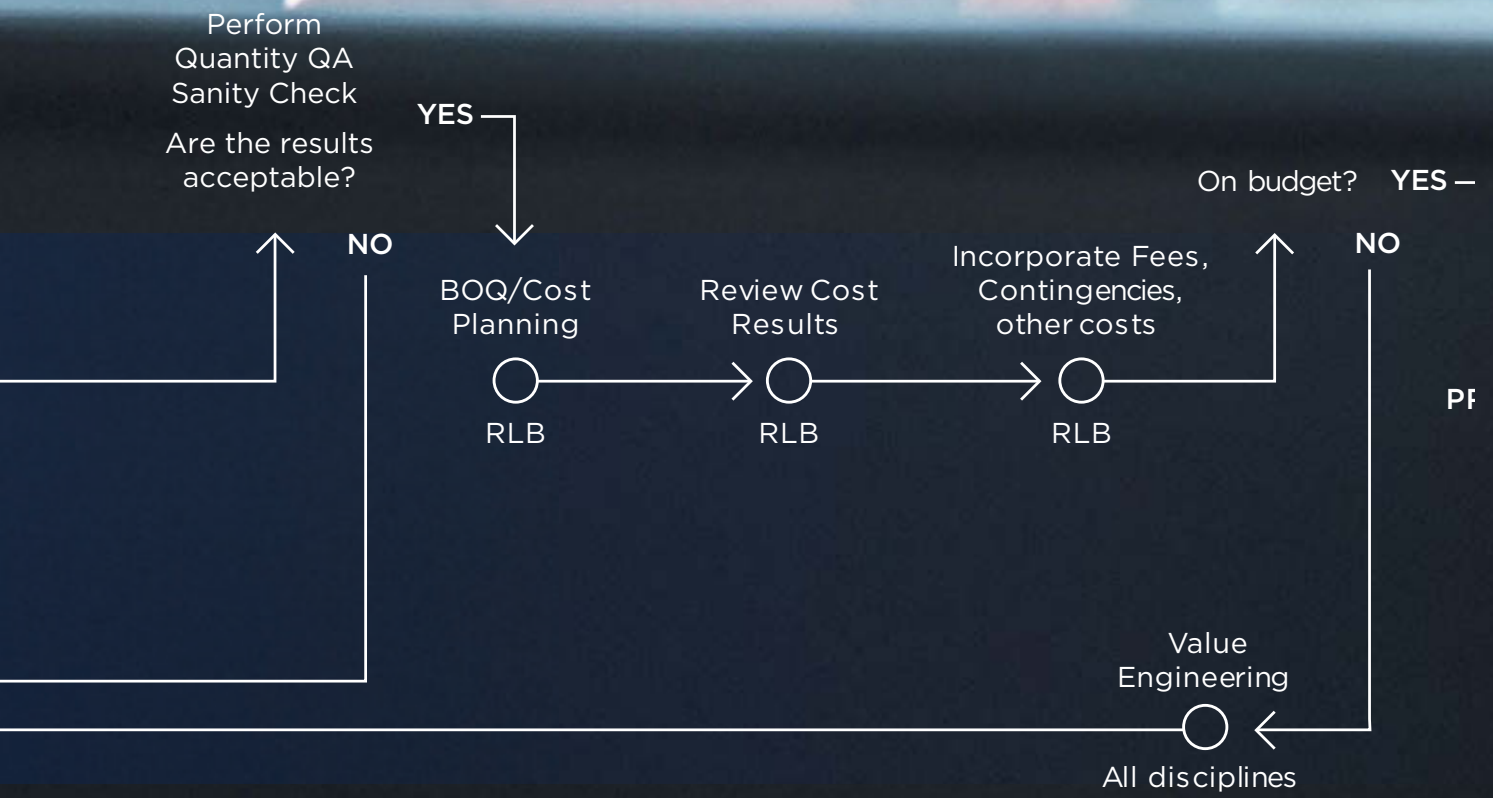 Perform
Quantity QA
Sanity Check
Are the results
acceptable?
YES
NO
BOQ/Cost
Planning
RLB
Review Cost
Results
RLB
Incorporate Fees,
Contingencies,
other costs
RLB
On budget?
YES
NO
Value
Engineering
All disciplines